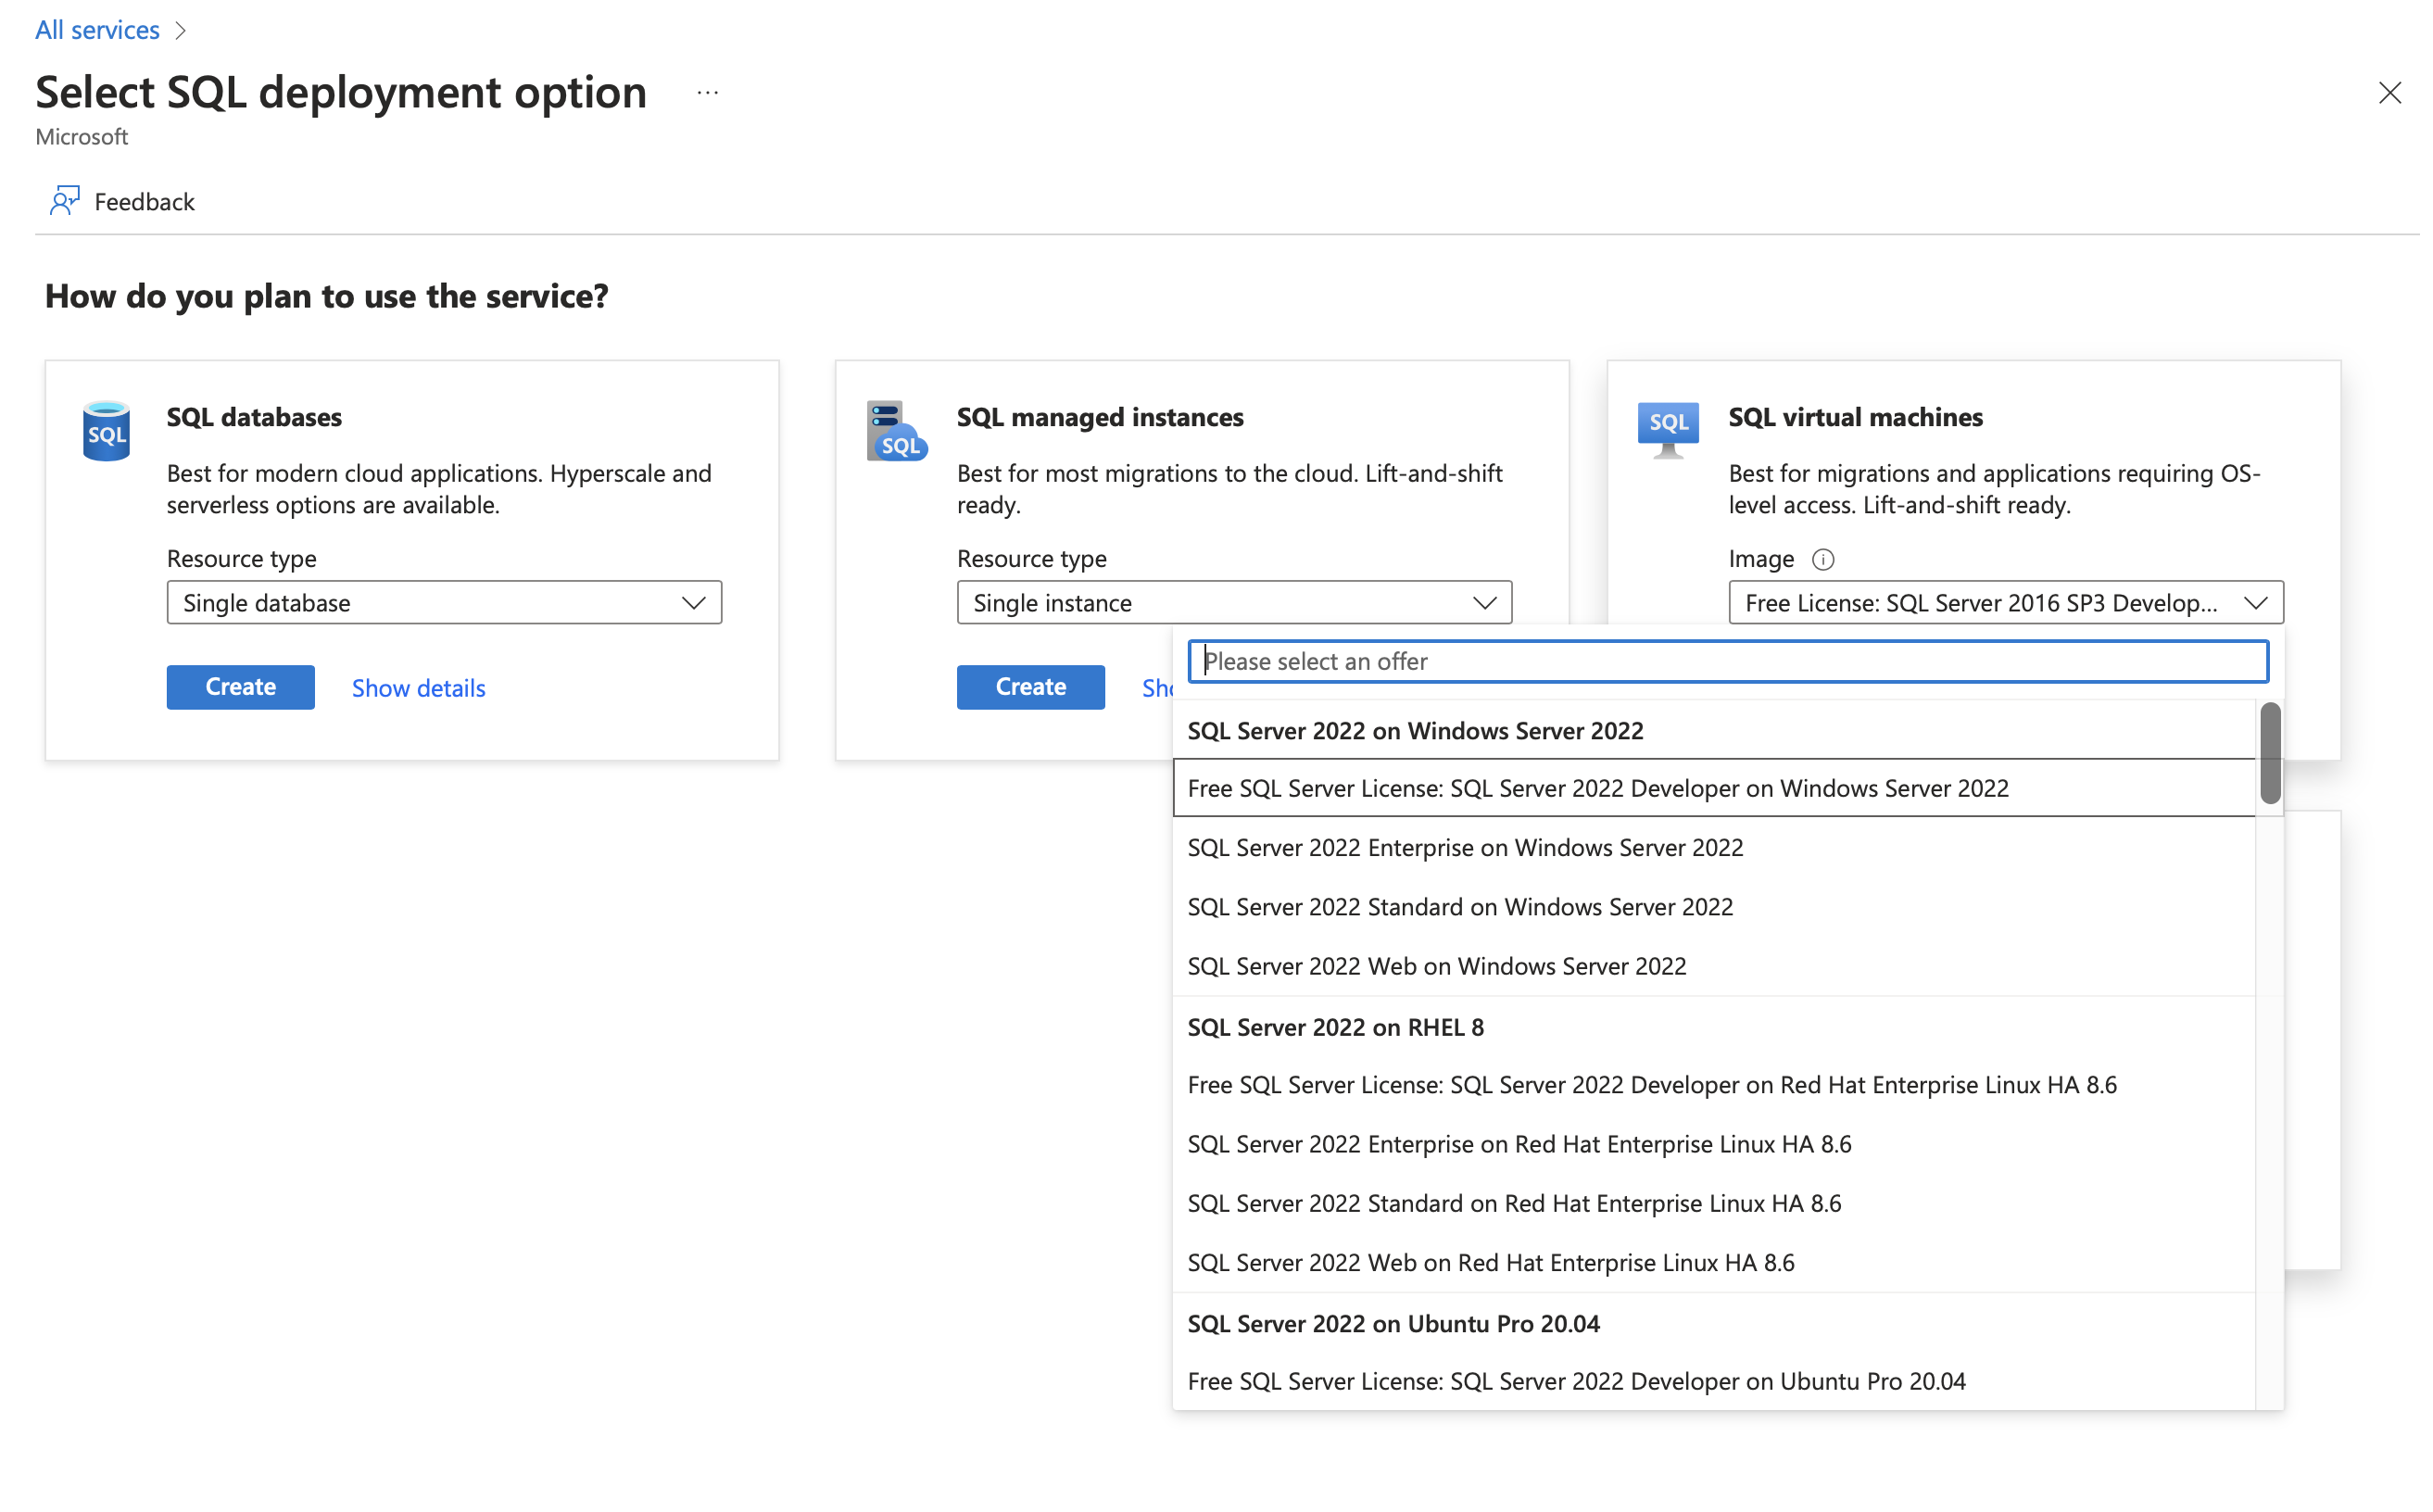 All services
Select SQL deployment option ...
Microsoft
Feedback
How do you plan to use the service?
SQL
SQL databases
Best for modern cloud applications. Hyperscale and
serverless options are available.
Resource type
Single database
Create
Show details
SQL
SQL managed instances
Best for most migrations to the cloud. Lift-and-shift
ready.
Resource type
Single instance
Create
SQL
SQL virtual machines
Best for migrations and applications requiring OS-
level access. Lift-and-shift ready.
Image
Free License: SQL Server 2016 SP3 Develop...
Please select an offer
SQL Server 2022 on Windows Server 2022
Free SQL Server License: SQL Server 2022 Developer on Windows Server 2022
SQL Server 2022 Enterprise on Windows Server 2022
SQL Server 2022 Standard on Windows Server 2022
SQL Server 2022 Web on Windows Server 2022
SQL Server 2022 on RHEL 8
Free SQL Server License: SQL Server 2022 Developer on Red Hat Enterprise Linux HA 8.6
SQL Server 2022 Enterprise on Red Hat Enterprise Linux HA 8.6
SQL Server 2022 Standard on Red Hat Enterprise Linux HA 8.6
SQL Server 2022 Web on Red Hat Enterprise Linux HA 8.6
SQL Server 2022 on Ubuntu Pro 20.04
Free SQL Server License: SQL Server 2022 Developer on Ubuntu Pro 20.04